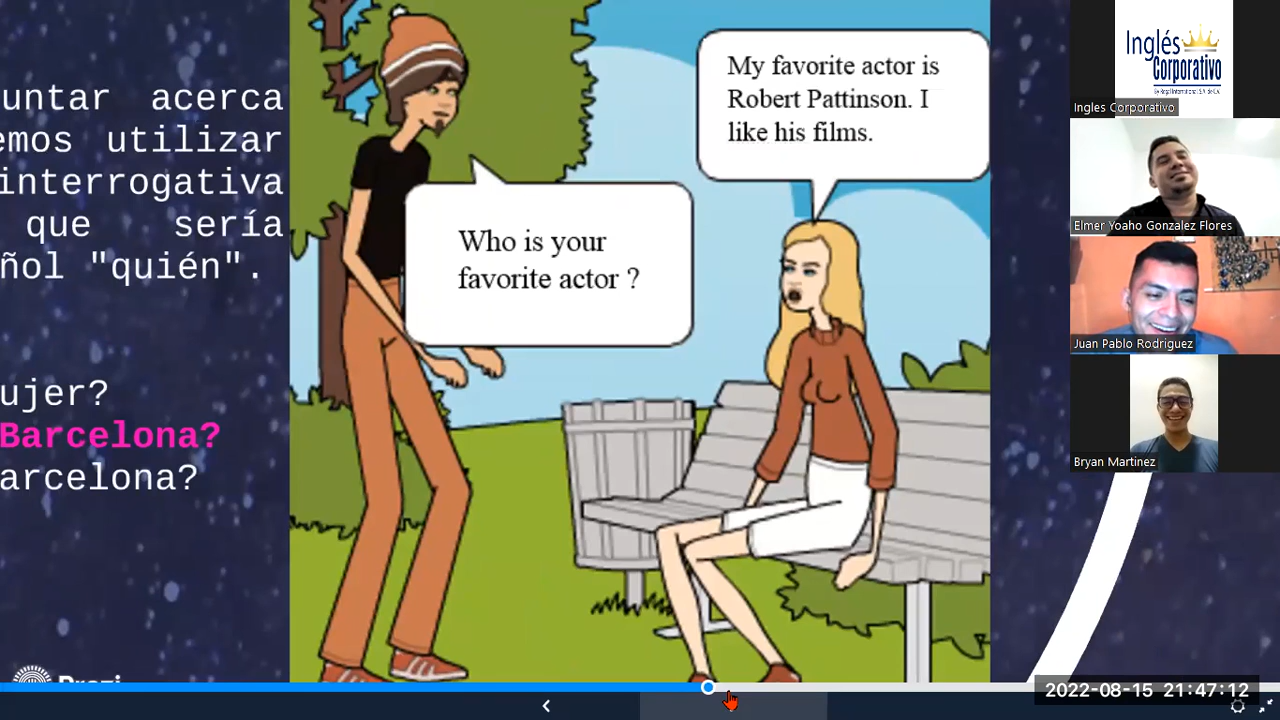 untar acerca
emos utilizar
interrogativa
que sería
ñol "quién".
ujer?
Barcelona?
arcelona?
Who is your
favorite actor ?
My favorite actor is
Robert Pattinson. I
like his films.
Inglés
Corporativo
Ingles Corporativo
Elmer Yoaho Gonzalez Flores
Juan Pablo Rodriguez
Bryan Martinez
Prezi
2022-08-15 21:47:12